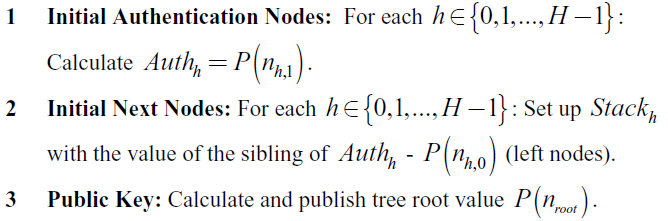 1 Initial Authentication Nodes: For each h∈{0,1,...,H−1}:
Calculate Auth_h = P(n_{h,1}).
2 Initial Next Nodes: For each h∈{0,1,...,H−1}: Set up Stack_h
with the value of the sibling of Auth_h - P(n_{h,0}) (left nodes).
3 Public Key: Calculate and publish tree root value P(n_{root}).